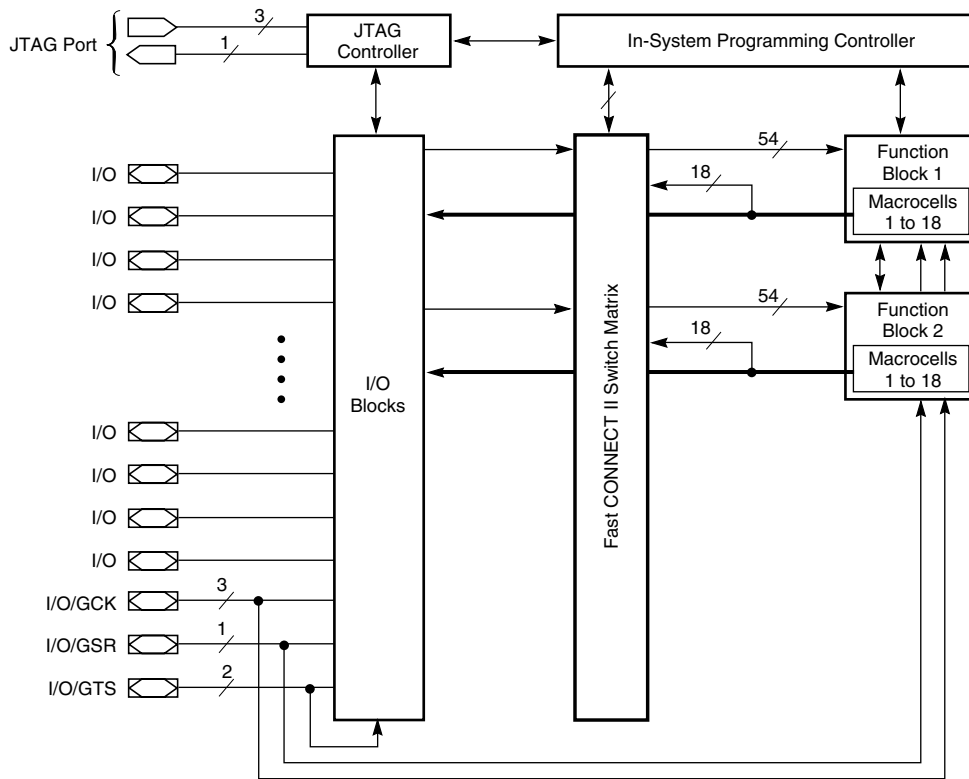 JTAG Port
3
1
JTAG
Controller
In-System Programming Controller
I/O
I/O
I/O
I/O
I/O
I/O
I/O
I/O
I/O/GCK
3
I/O/GSR
1
I/O/GTS
2
I/O
Blocks
Fast CONNECT II Switch Matrix
54
18
Function
Block 1
Macrocells
1 to 18
54
18
Function
Block 2
Macrocells
1 to 18